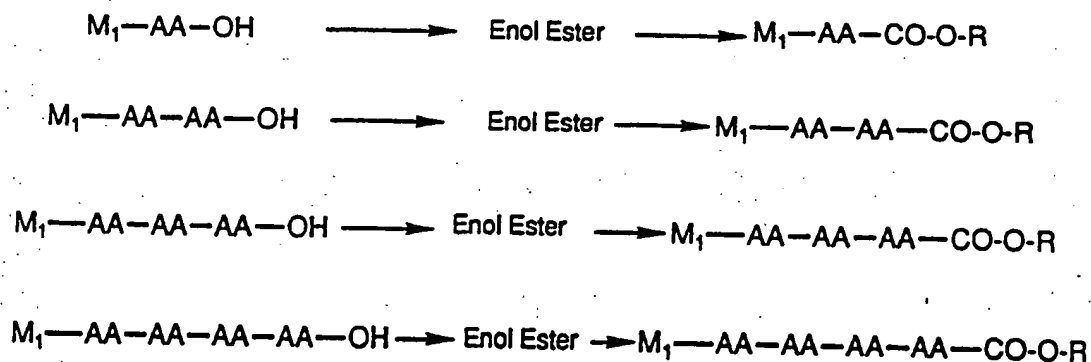 M₁—AA—OH → Enol Ester → M₁—AA—CO-O-R
M₁—AA—AA—OH → Enol Ester → M₁—AA—AA—CO-O-R
M₁—AA—AA—AA—OH → Enol Ester → M₁—AA—AA—AA—CO-O-R
M₁—AA—AA—AA—AA—OH → Enol Ester → M₁—AA—AA—AA—AA—CO-O-R